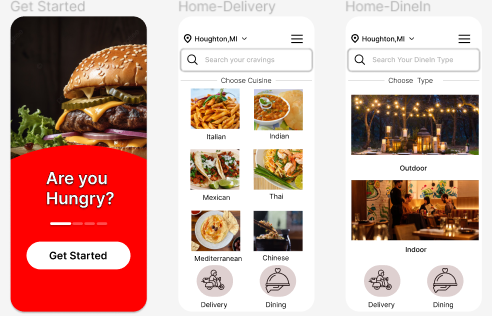 Get Started
Are you
Hungry?
Get Started
Home-Delivery
Houghton,MI
Search your cravings
Choose Cuisine
Italian
Indian
Mexican
Thai
Mediterranean
Chinese
Delivery
Dining
Home-DineIn
Houghton,MI
Search Your DineIn Type
Choose Type
Outdoor
Indoor
Delivery
Dining